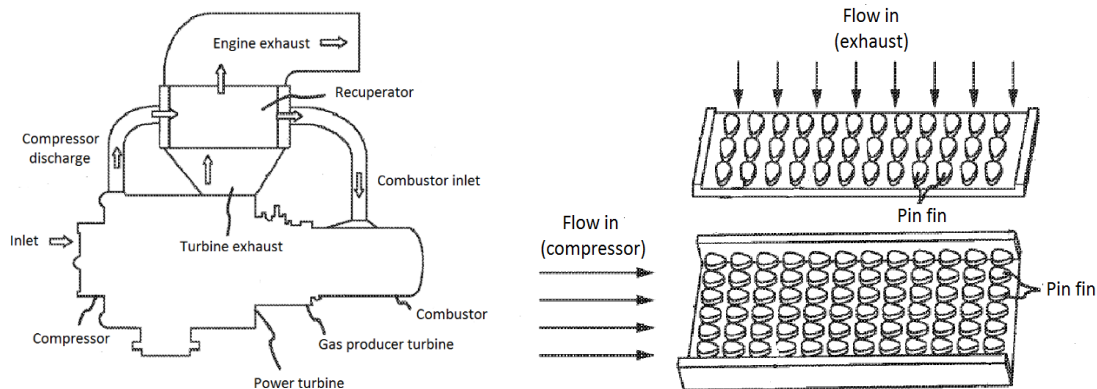 Engine exhaust
Recuperator
Compressor
discharge
Combustor inlet
Inlet
Turbine exhaust
Compressor
Combustor
Gas producer turbine
Power turbine
Flow in
(exhaust)
Pin fin
Flow in
(compressor)
Pin fin